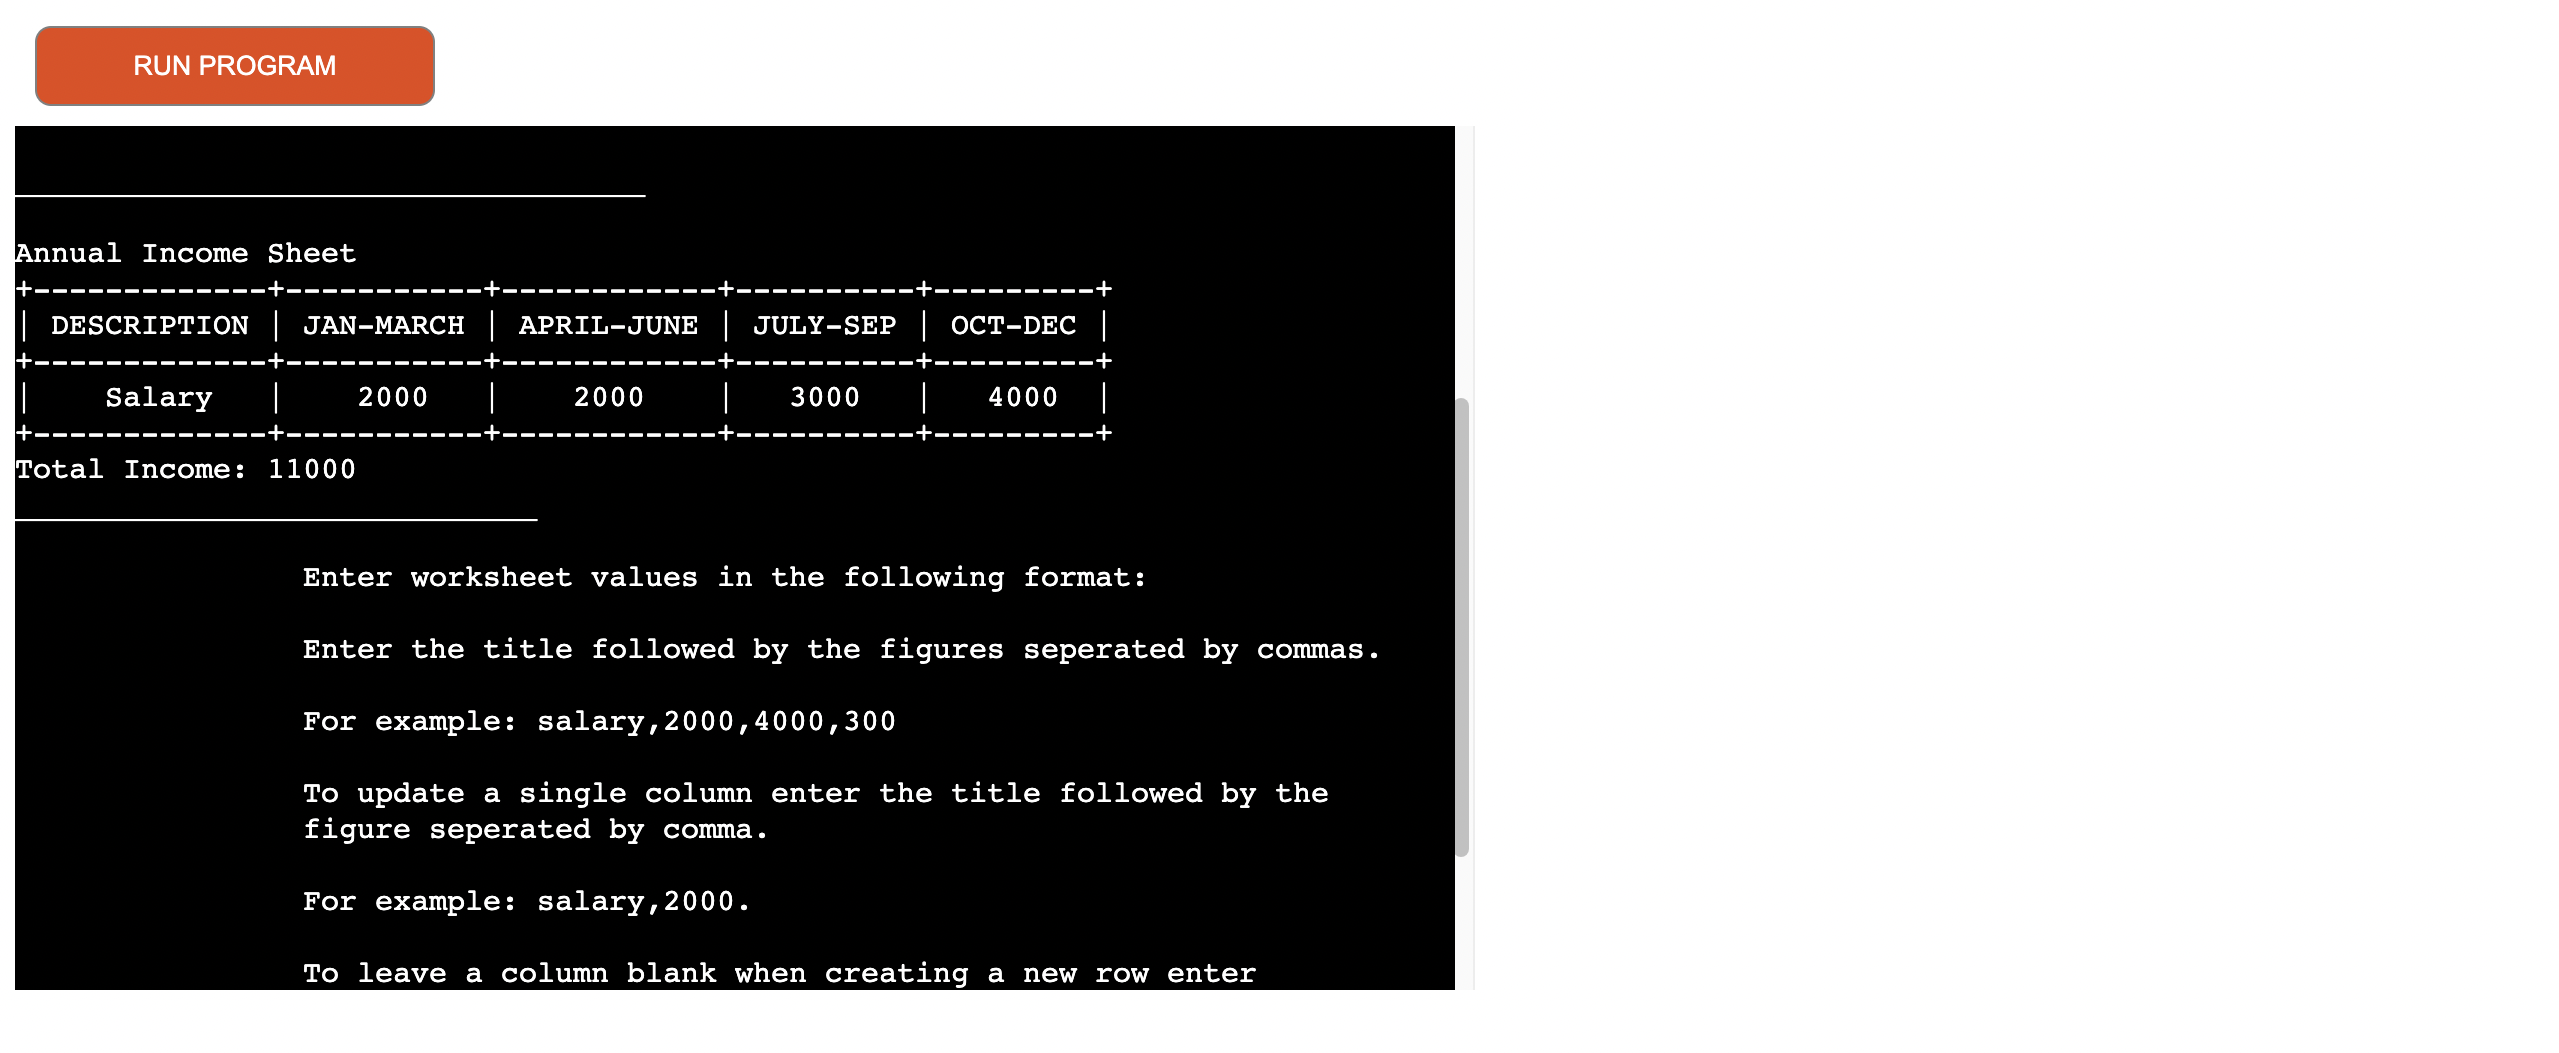 RUN PROGRAM
Annual Income Sheet
+-------------+-----------+------------+----------+---------+
| DESCRIPTION | JAN-MARCH | APRIL-JUNE | JULY-SEP | OCT-DEC |
+-------------+-----------+------------+----------+---------+
|    Salary   |    2000   |    2000    |   3000   |   4000  |
+-------------+-----------+------------+----------+---------+
Total Income: 11000
Enter worksheet values in the following format:
Enter the title followed by the figures seperated by commas.
For example: salary,2000,4000,300
To update a single column enter the title followed by the
figure seperated by comma.
For example: salary,2000.
To leave a column blank when creating a new row enter